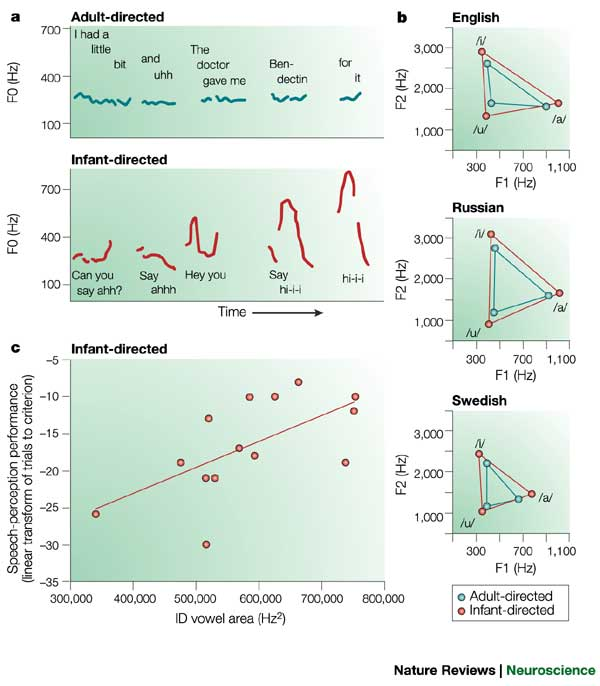 a
Adult-directed
700
400
100
F0 (Hz)
I had a
little
bit
and
uhh
The
doctor
gave me
Ben-
dectin
for
it
Infant-directed
700
400
100
F0 (Hz)
Can you
say ahh?
Say
ahhh
Hey you
Say
hi-i-i
hi-i-i
Time
b
English
/i/
/u/
/a/
3,000
2,000
1,000
F2 (Hz)
300 700 1,100
F1 (Hz)
Russian
/i/
/u/
/a/
3,000
2,000
1,000
F2 (Hz)
300 700 1,100
F1 (Hz)
Swedish
/i/
/u/
/a/
3,000
2,000
1,000
F2 (Hz)
300 700 1,100
F1 (Hz)
Adult-directed
Infant-directed
c
Infant-directed
–5
–10
–15
–20
–25
–30
–35
Speech-perception performance
(linear transform of trials to criterion)
300,000 400,000 500,000 600,000 700,000 800,000
ID vowel area (Hz²)
Nature Reviews | Neuroscience